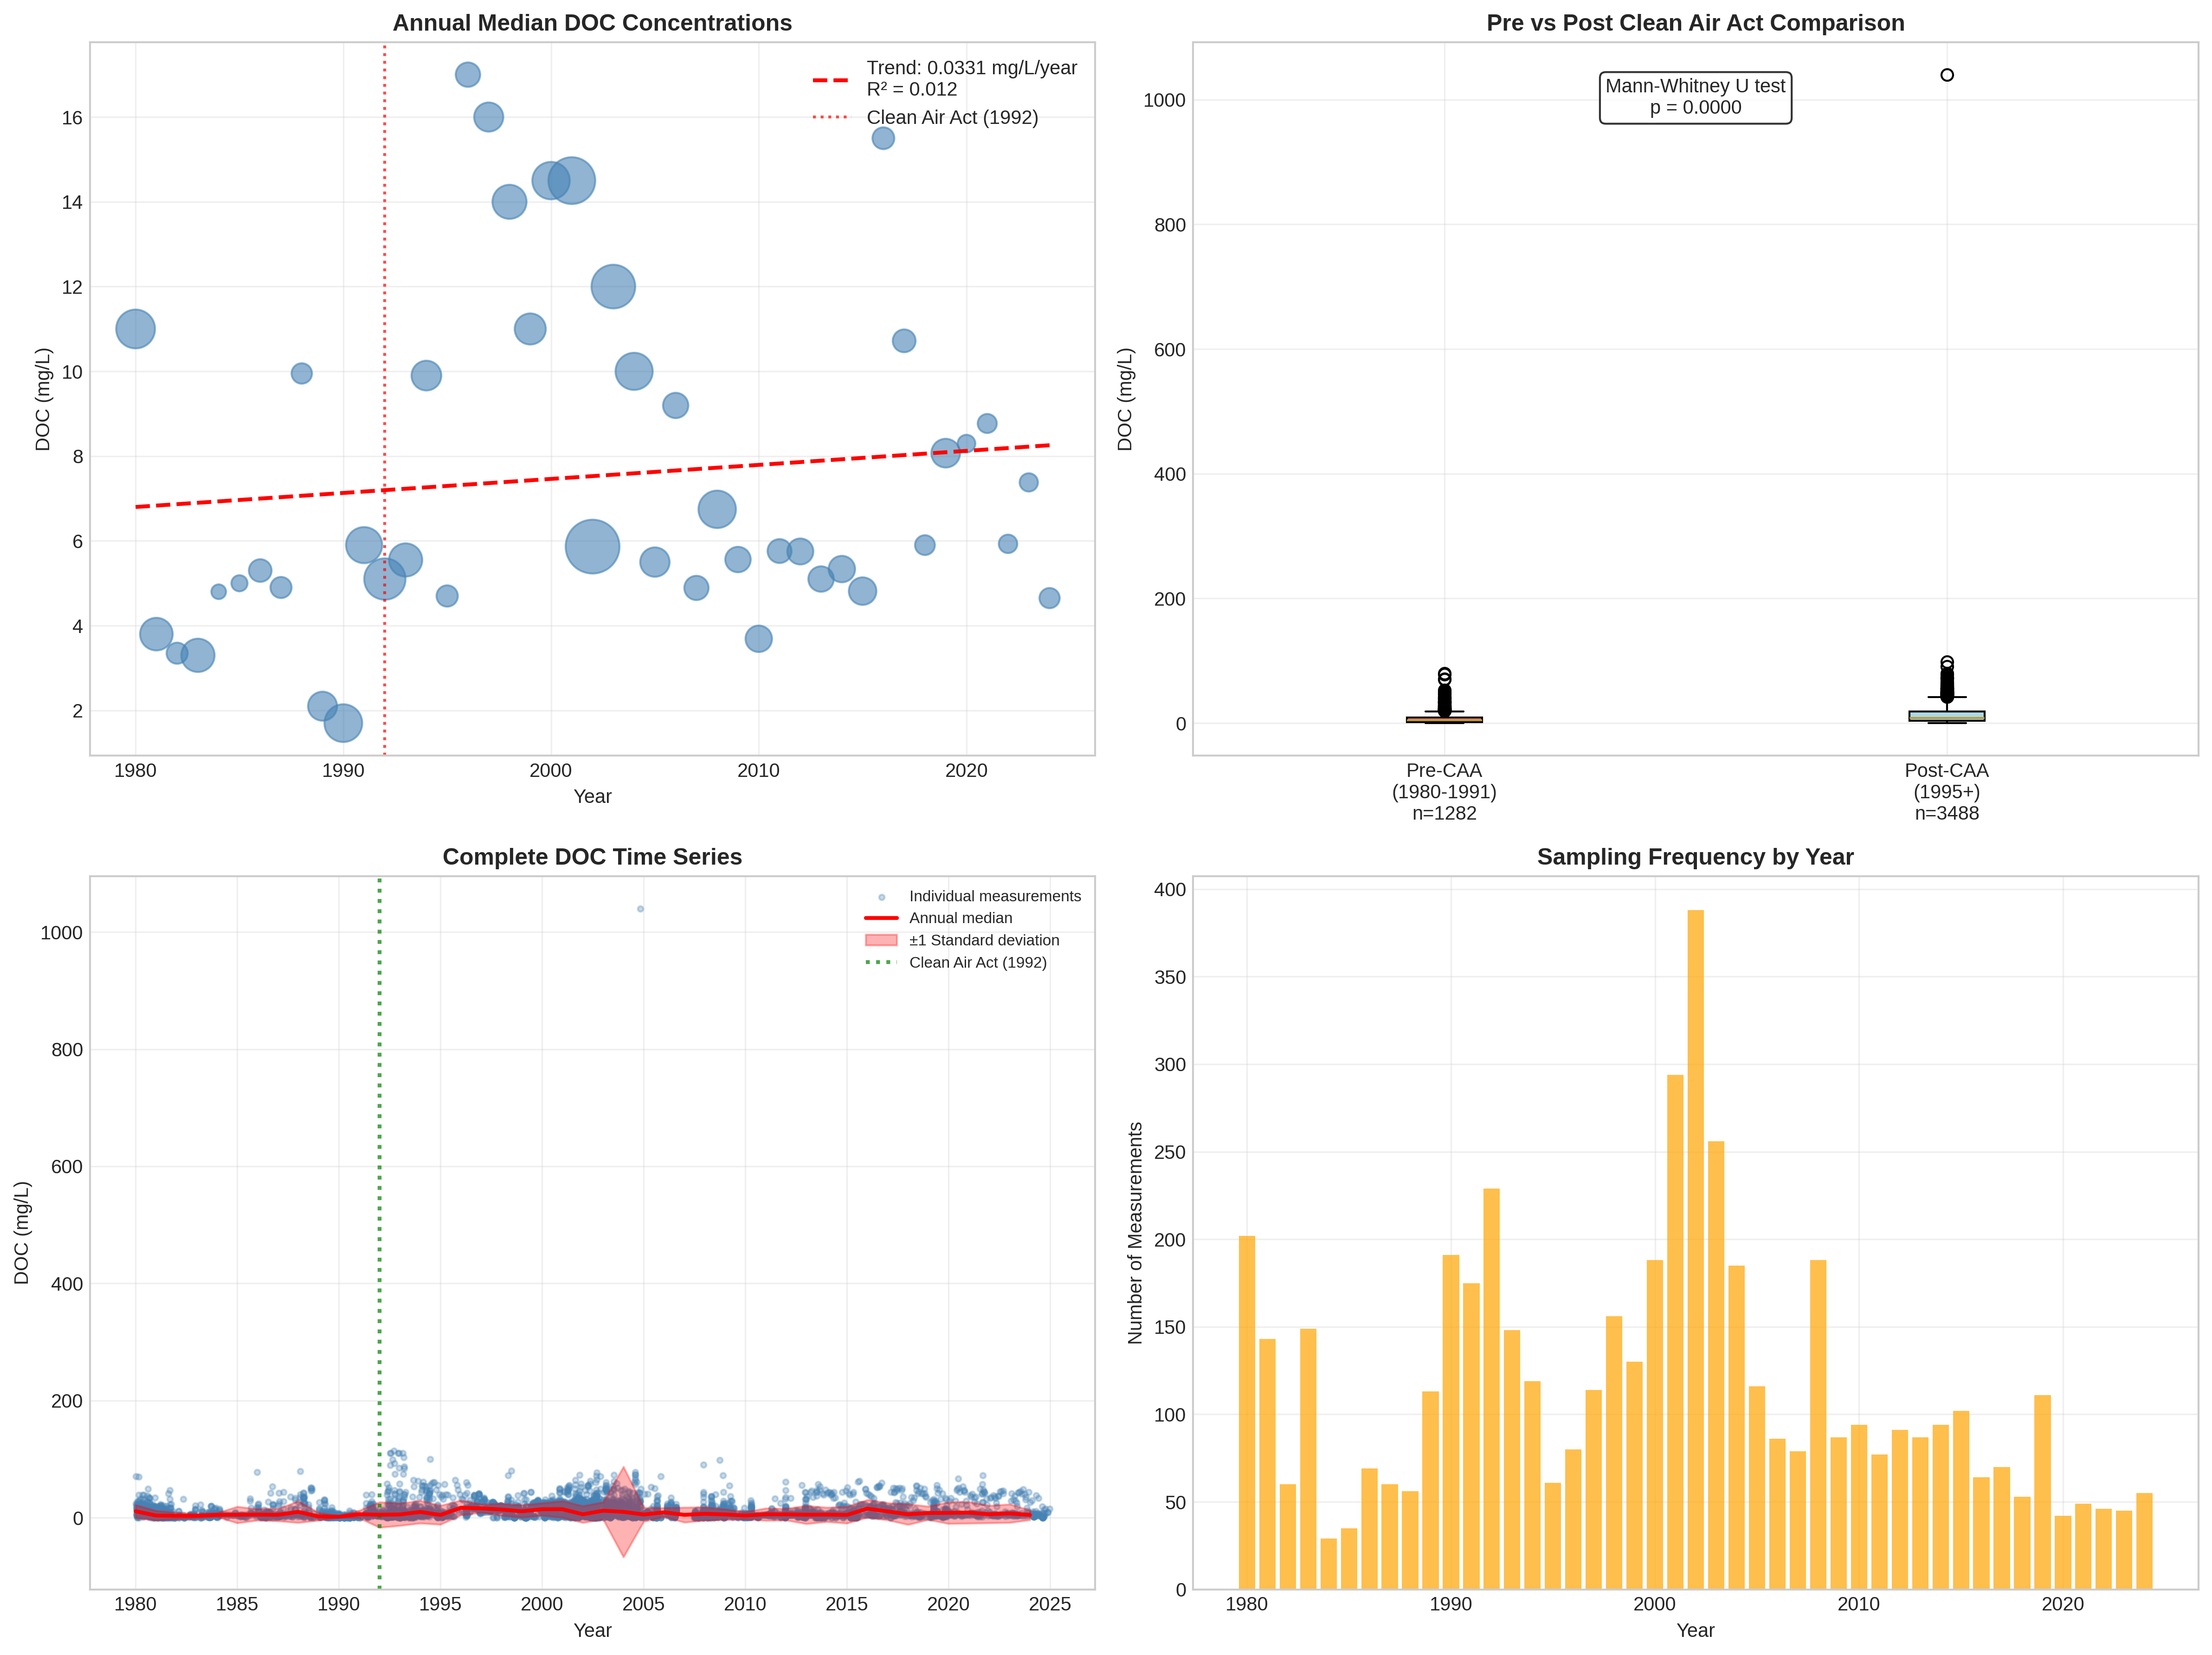 Annual Median DOC Concentrations
DOC (mg/L)
16
14
12
10
8
6
4
2
Trend: 0.0331 mg/L/year
R² = 0.012
Clean Air Act (1992)
1980
1990
2000
2010
2020
Year
Pre vs Post Clean Air Act Comparison
DOC (mg/L)
1000
800
600
400
200
0
Mann-Whitney U test
p = 0.0000
Pre-CAA
(1980-1991)
n=1282
Post-CAA
(1995+)
n=3488
Complete DOC Time Series
DOC (mg/L)
1000
800
600
400
200
0
Individual measurements
Annual median
±1 Standard deviation
Clean Air Act (1992)
1980
1985
1990
1995
2000
2005
2010
2015
2020
2025
Year
Sampling Frequency by Year
Number of Measurements
400
350
300
250
200
150
100
50
0
1980
1990
2000
2010
2020
Year